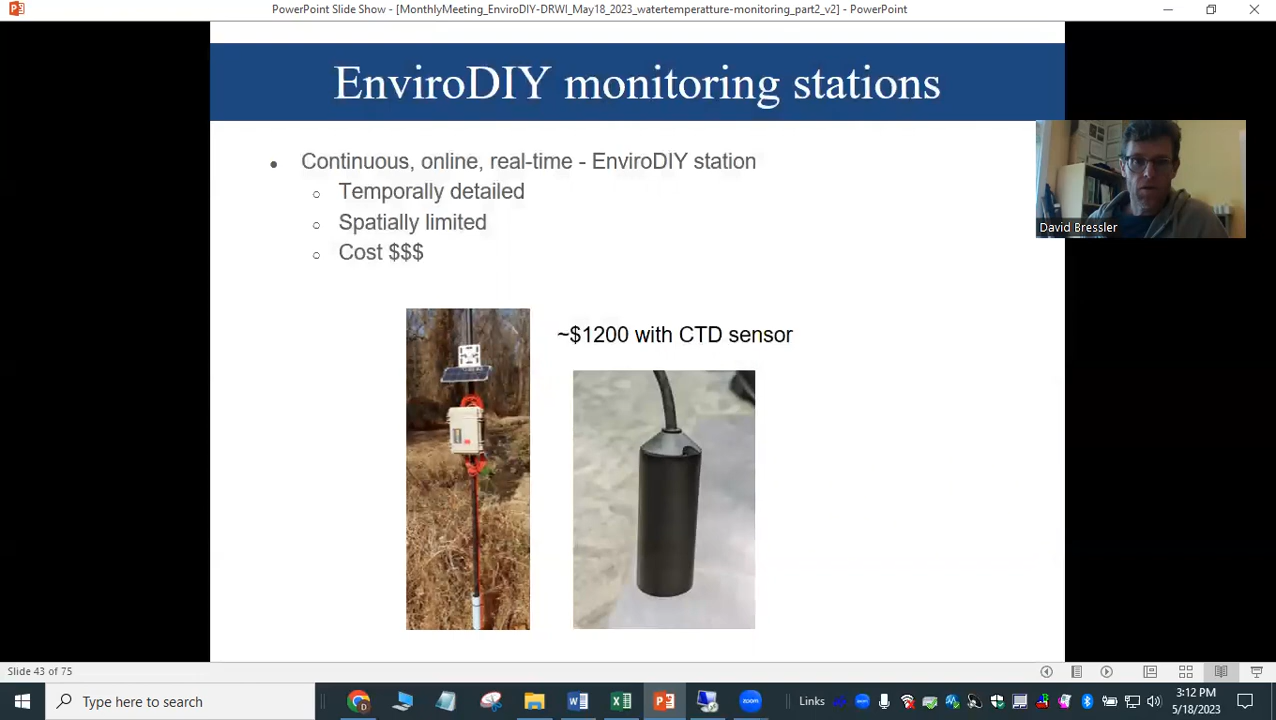 PowerPoint Slide Show - [MonthlyMeeting_EnviroDIY-DRWI_May18_2023_watertemperatture-monitoring_part2_v2] - PowerPoint
EnviroDIY monitoring stations
Continuous, online, real-time - EnviroDIY station
Temporally detailed
Spatially limited
Cost $$$
David Bressler
~$1200 with CTD sensor
Slide 43 of 75
Type here to search
Links
zoom
3:12 PM
5/18/2023